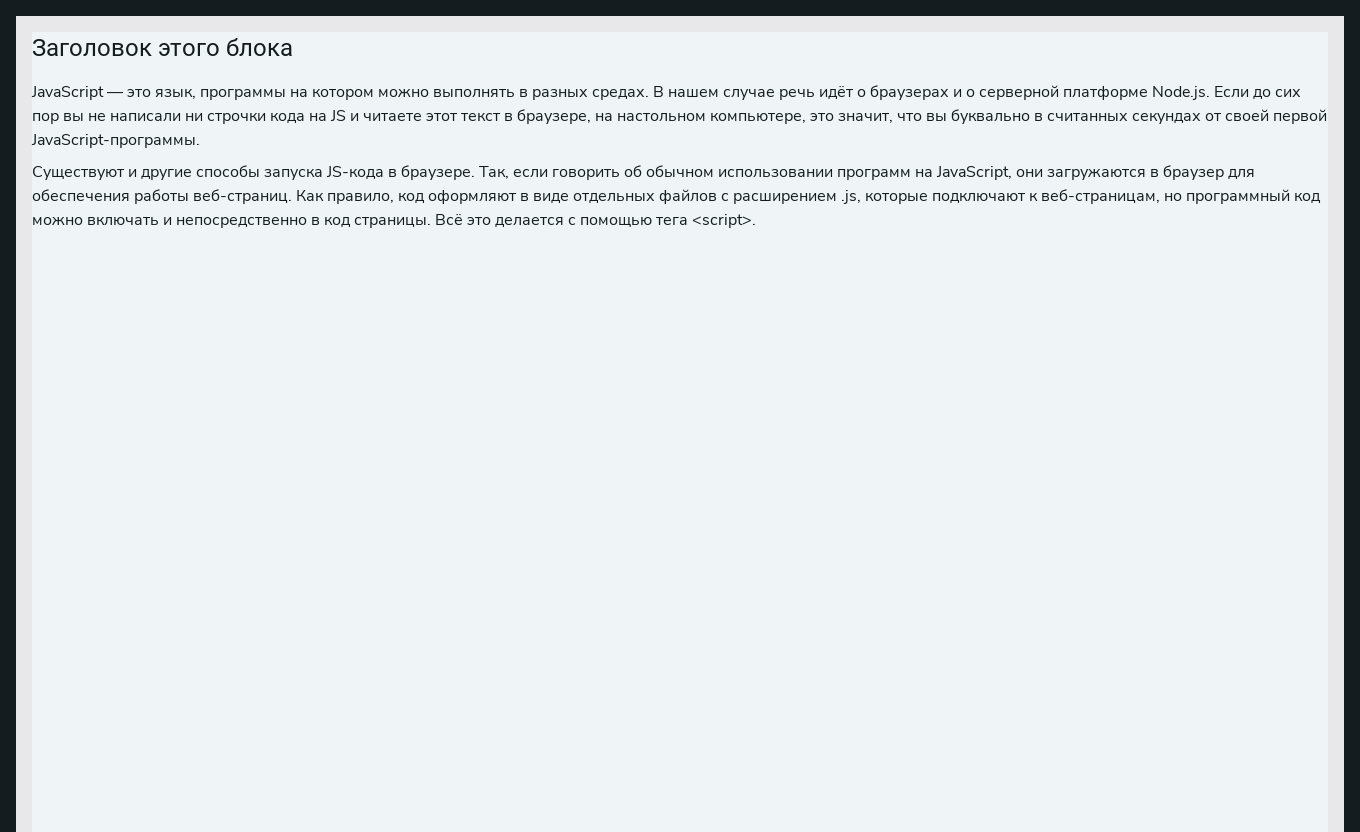 Заголовок этого блока
JavaScript — это язык, программы на котором можно выполнять в разных средах. В нашем случае речь идёт о браузерах и о серверной платформе Node.js. Если до сих
пор вы не написали ни строчки кода на JS и читаете этот текст в браузере, на настольном компьютере, это значит, что вы буквально в считанных секундах от своей первой
JavaScript-программы.
Существуют и другие способы запуска JS-кода в браузере. Так, если говорить об обычном использовании программ на JavaScript, они загружаются в браузер для
обеспечения работы веб-страниц. Как правило, код оформляют в виде отдельных файлов с расширением .js, которые подключают к веб-страницам, но программный код
можно включать и непосредственно в код страницы. Всё это делается с помощью тега <script>.